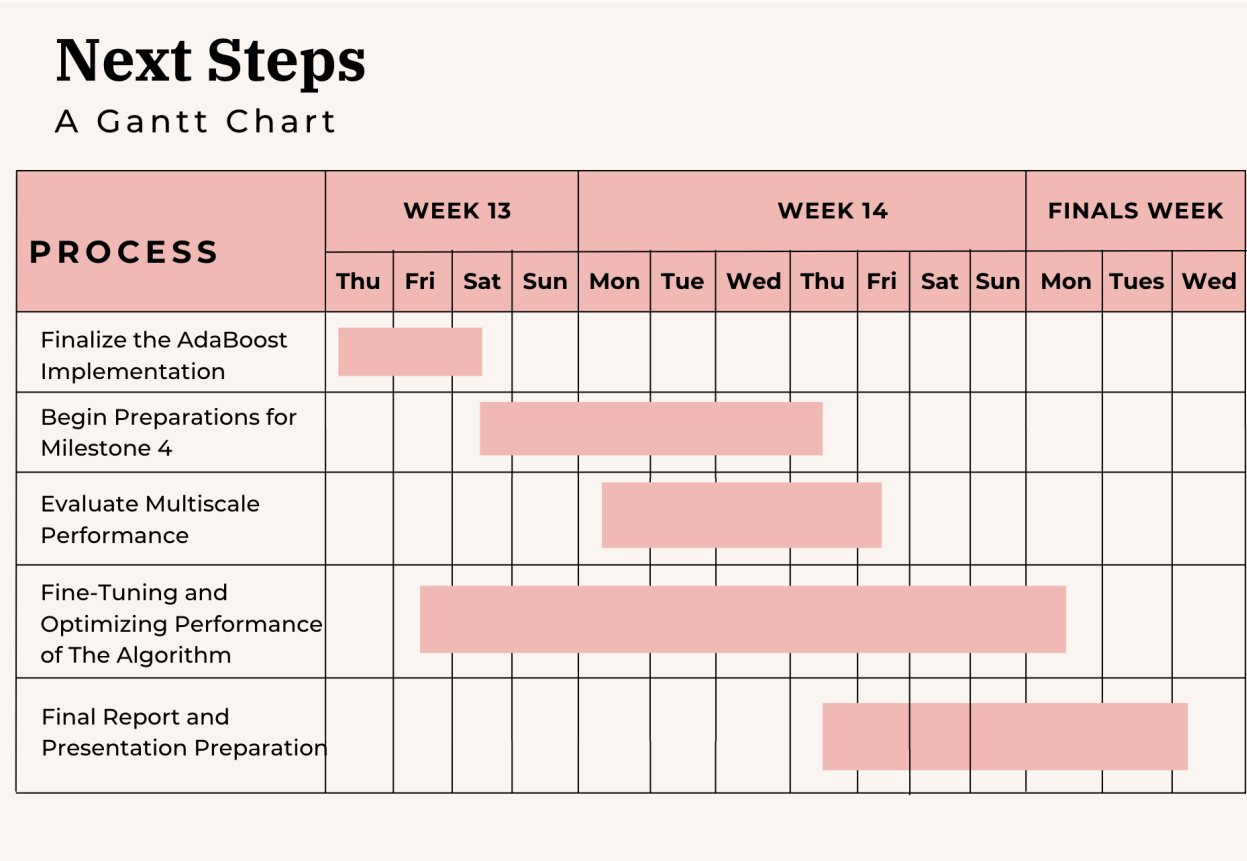 Next Steps
A Gantt Chart
PROCESS
WEEK 13
WEEK 14
FINALS WEEK
Thu Fri Sat Sun Mon Tue Wed Thu Fri Sat Sun Mon Tues Wed
Finalize the AdaBoost
Implementation
Begin Preparations for
Milestone 4
Evaluate Multiscale
Performance
Fine-Tuning and
Optimizing Performance
of The Algorithm
Final Report and
Presentation Preparation